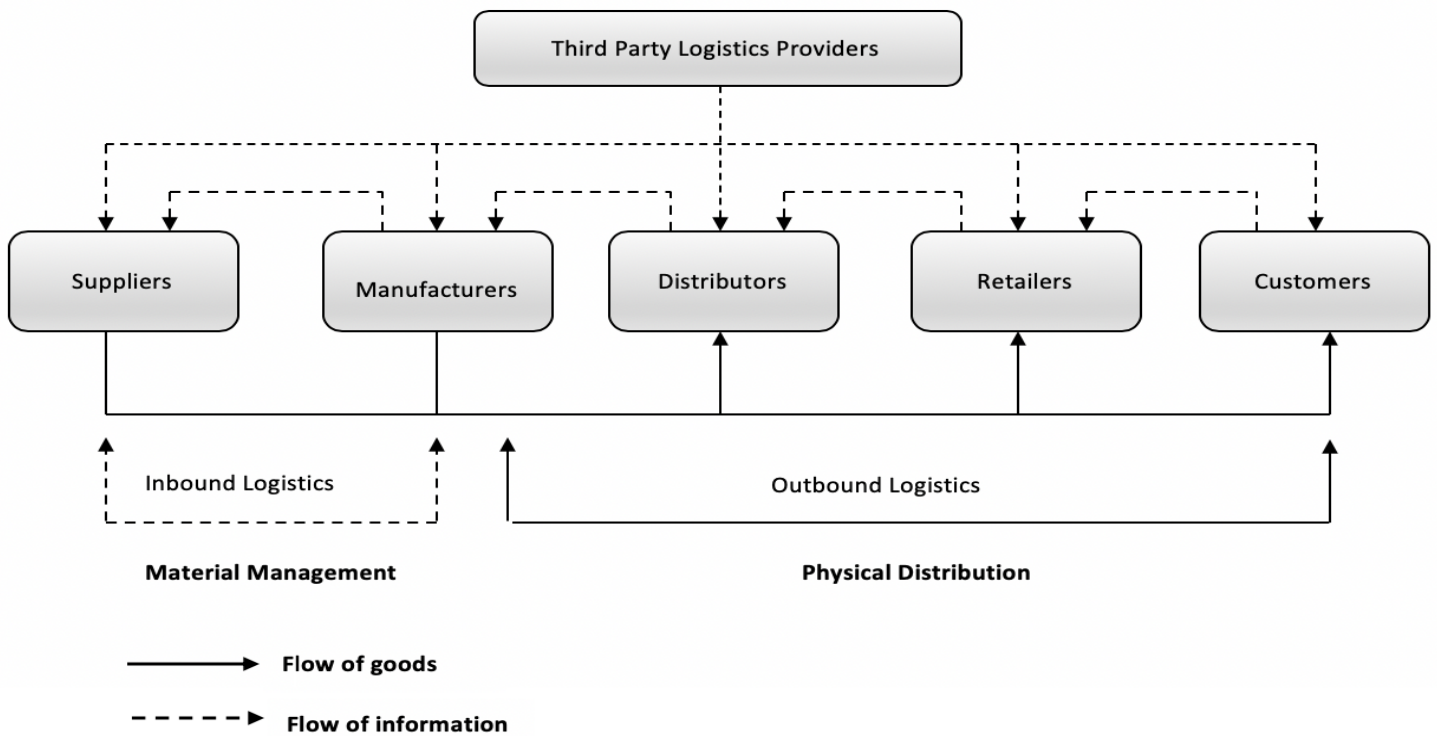 Third Party Logistics Providers
Suppliers
Manufacturers
Distributors
Retailers
Customers
Inbound Logistics
Outbound Logistics
Material Management
Physical Distribution
Flow of goods
Flow of information